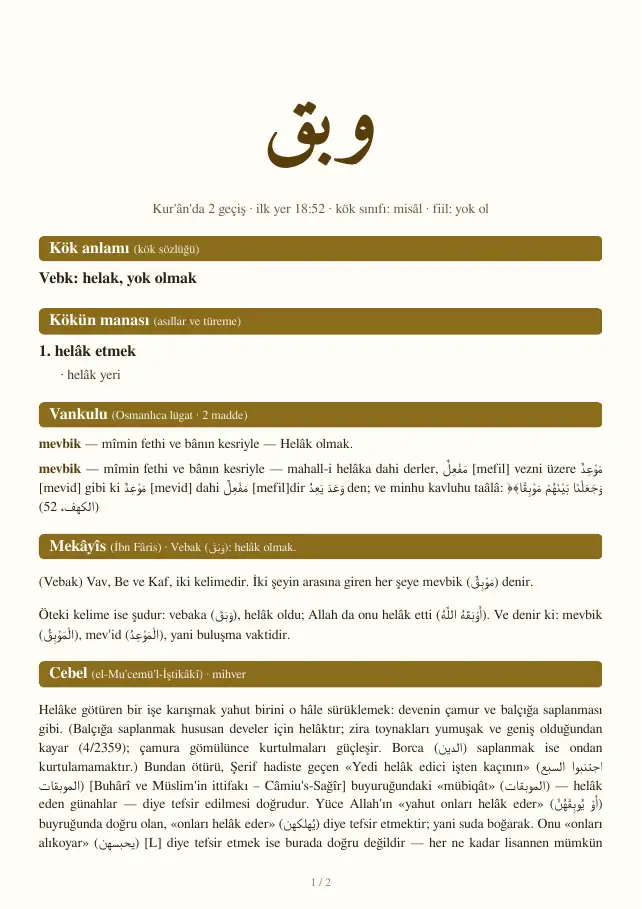 وبق
Kur'ân'da 2 geçiş · ilk yer 18:52 · kök sınıfı: misâl · fiil: yok ol
Kök anlamı (kök sözlüğü)
Vebk: helak, yok olmak
Kökün manası (asıllar ve türeme)
1. helâk etmek
· helâk yeri
Vankulu (Osmanlıca lügat · 2 madde)
mevbik — mîmin fethi ve bânın kesriyle — Helâk olmak.
mevbik — mîmin fethi ve bânın kesriyle — mahall-i helâka dahi derler, مَفْعِلٌ [mefil] vezni üzere مَوْعِدٌ
[mevid] gibi ki مَوْعِدٌ [mevid] dahi مَفْعِلٌ [mefil]dir وَعَدَ يَعِدُ den; ve minhu kavluhu taâlâ: ﴿وَجَعَلْنَا بَيْنَهُمْ مَوْبِقًا﴾
(الكهف، 52)
Mekâyîs (İbn Fâris) · Vebak (وَبَقَ): helâk olmak.
(Vebak) Vav, Be ve Kaf, iki kelimedir. İki şeyin arasına giren her şeye mevbik (مَوْبِقٌ) denir.
Öteki kelime ise şudur: vebaka (وَبَقَ), helâk oldu; Allah da onu helâk etti (أَوْبَقَهُ اللَّهُ). Ve denir ki: mevbik
(الْمَوْبِقُ), mev'id (الْمَوْعِدُ), yani buluşma vaktidir.
Cebel (el-Mu'cemü'l-İştikâkî) · mihver
Helâke götüren bir işe karışmak yahut birini o hâle sürüklemek: devenin çamur ve balçığa saplanması
gibi. (Balçığa saplanmak hususan develer için helâktır; zira toynakları yumuşak ve geniş olduğundan
kayar (4/2359); çamura gömülünce kurtulmaları güçleşir. Borca (الدين) saplanmak ise ondan
kurtulamamaktır.) Bundan ötürü, Şerif hadiste geçen «Yedi helâk edici işten kaçının» (اجتنبوا السبع
الموبقات) [Buhârî ve Müslim'in ittifakı – Câmiu's-Sağîr] buyuruğundaki «mübiqât» (الموبقات) — helâk
eden günahlar — diye tefsir edilmesi doğrudur. Yüce Allah'ın «yahut onları helâk eder» (أَوْ يُوبِقْهُنَّ)
buyruğunda doğru olan, «onları helâk eder» (يُهلكهن) diye tefsir etmektir; yani suda boğarak. Onu «onları
alıkoyar» (يحبسهن) [L] diye tefsir etmek ise burada doğru değildir — her ne kadar lisannen mümkün
1 / 2